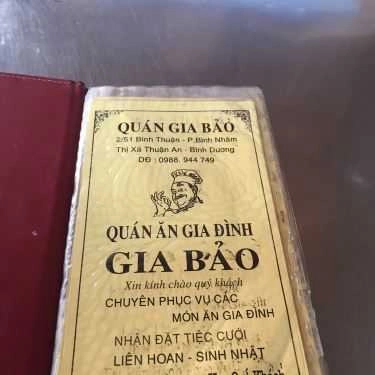 QUÁN GIA BẢO
2/51 Bình Thuận - P.Bình Nhâm
Thị Xã Thuận An - Bình Dương
DĐ : 0988. 944 749
QUÁN ĂN GIA ĐÌNH
GIA BẢO
Xin kính chào quý khách
CHUYÊN PHỤC VỤ CÁC
MÓN ĂN GIA ĐÌNH
NHẬN ĐẶT TIỆC CƯỚI
LIÊN HOAN - SINH NHẬT